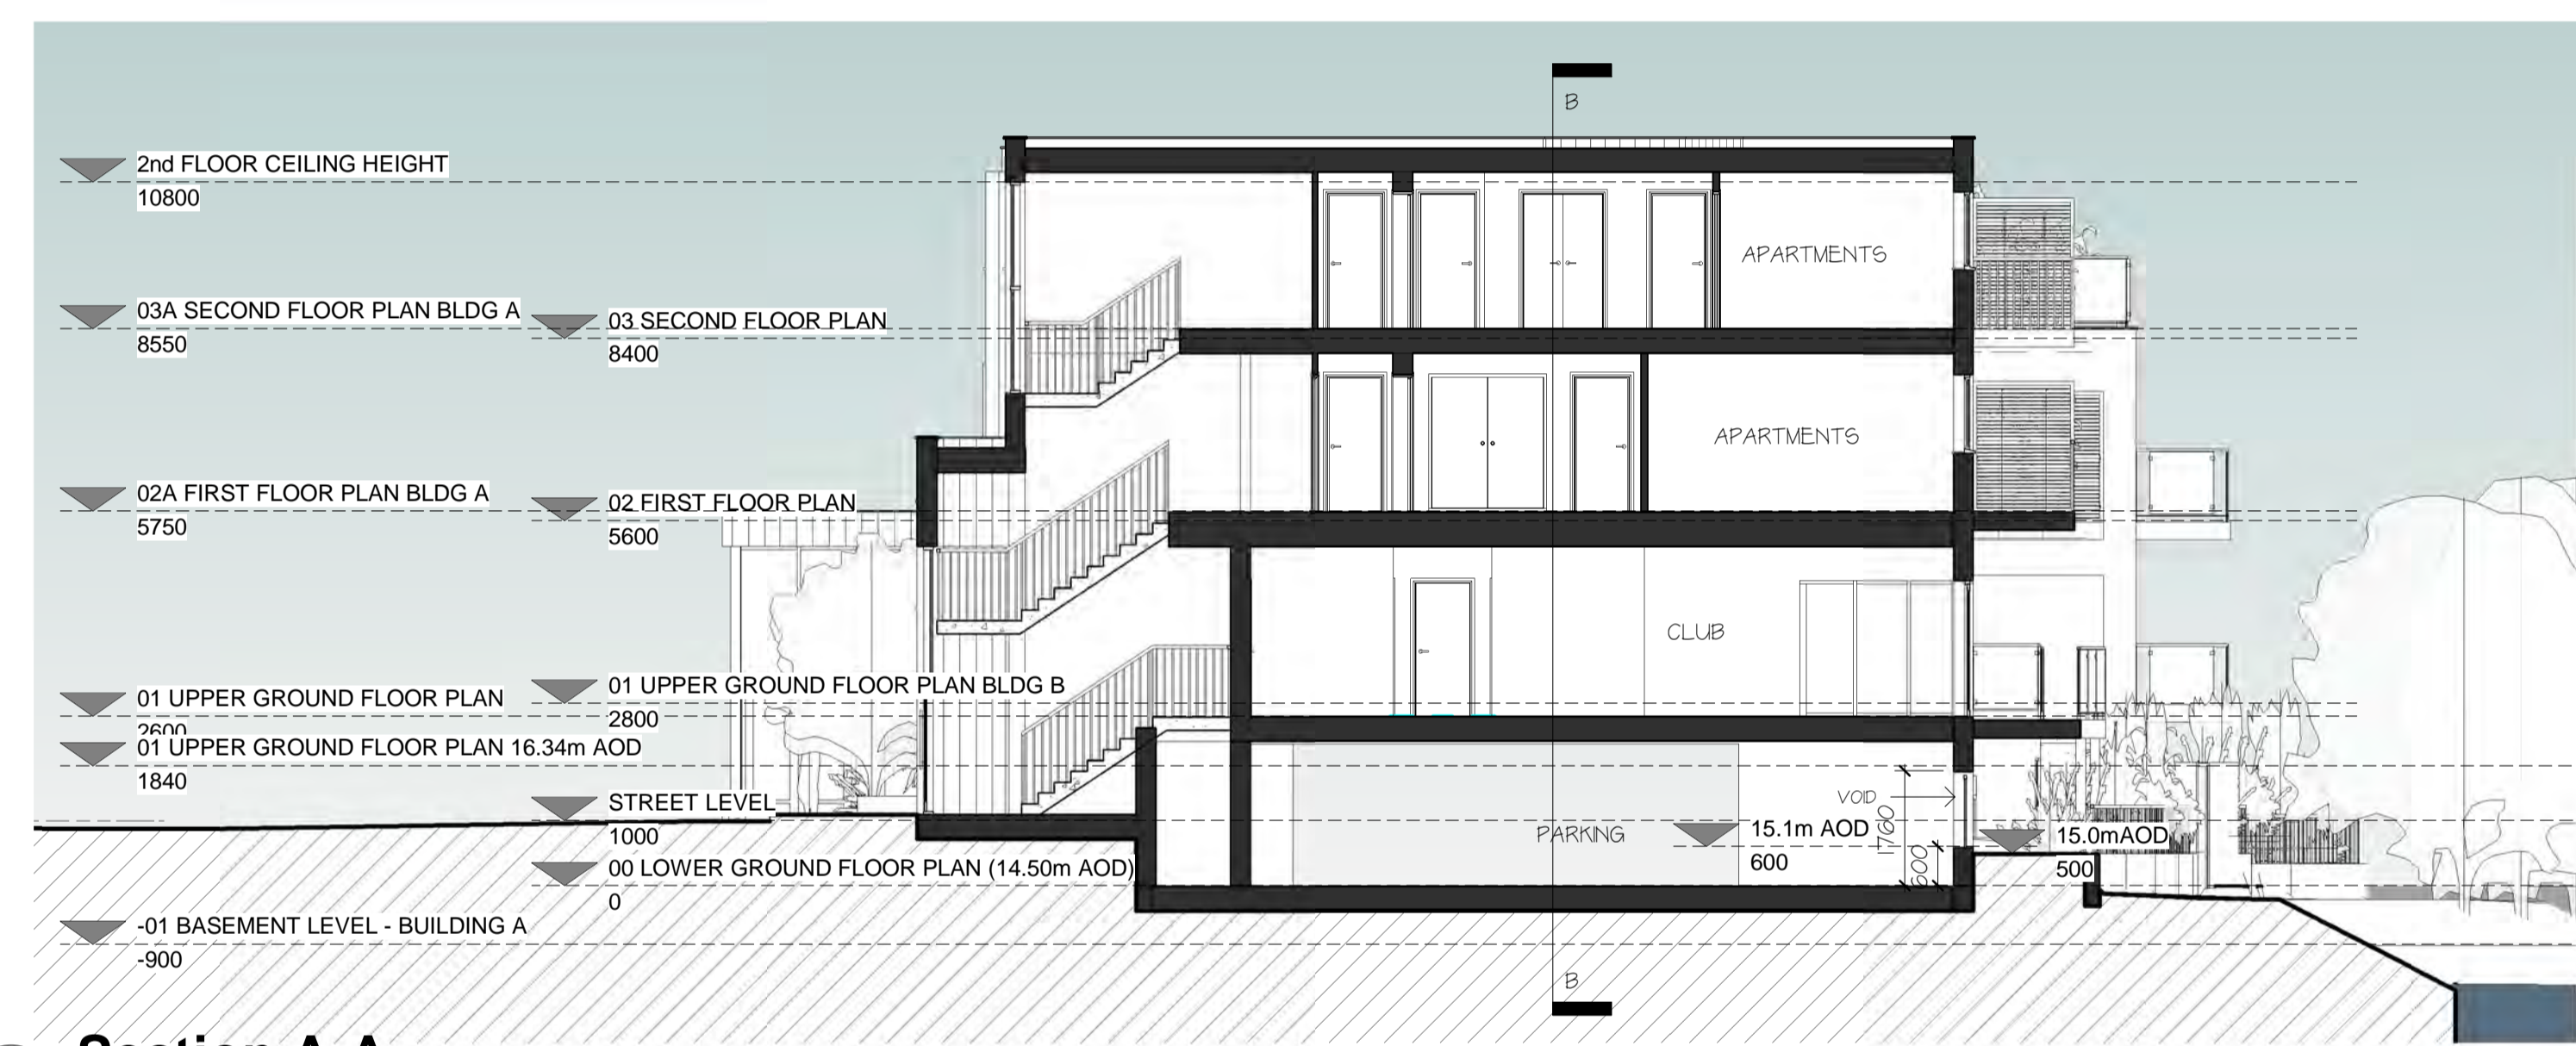 B
2nd FLOOR CEILING HEIGHT
10800
APARTMENTS
03A SECOND FLOOR PLAN BLDG A
8550
03 SECOND FLOOR PLAN
8400
APARTMENTS
02A FIRST FLOOR PLAN BLDG A
5750
02 FIRST FLOOR PLAN
5600
CLUB
01 UPPER GROUND FLOOR PLAN
2600
01 UPPER GROUND FLOOR PLAN BLDG B
2800
01 UPPER GROUND FLOOR PLAN 16.34m AOD
1840
STREET LEVEL
1000
VOID
1760
PARKING
15.1m AOD
600
600
15.0mAOD
500
00 LOWER GROUND FLOOR PLAN (14.50m AOD)
0
-01 BASEMENT LEVEL - BUILDING A
-900
B
Section A-A